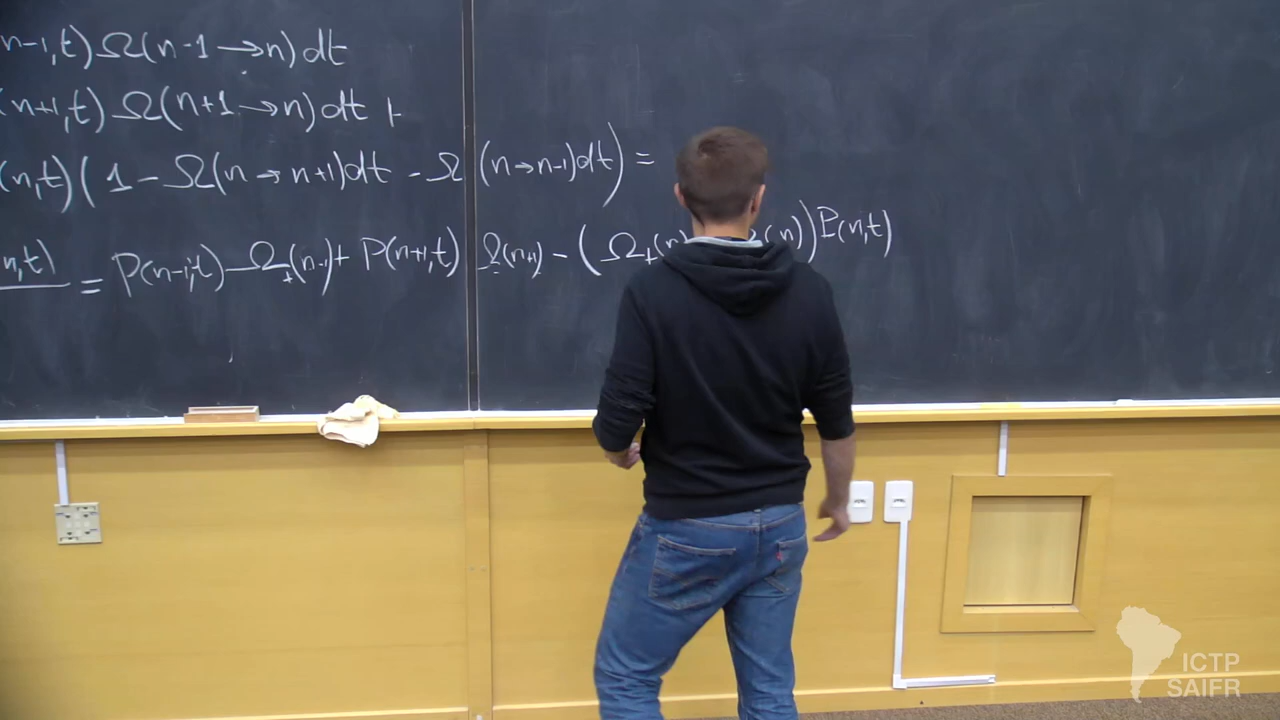 n-1,t) Ω(n-1 → n) dt
(n+1,t) Ω(n+1 → n) dt +
(n,t) ( 1 - Ω(n → n+1) dt - Ω (n → n-1) dt ) =
n,t) = P(n-1,t) Ω₊(n-1) + P(n+1,t) Ω₋(n+1) - ( Ω₊(n) (n) ) P(n,t)
ICTP
SAIFR